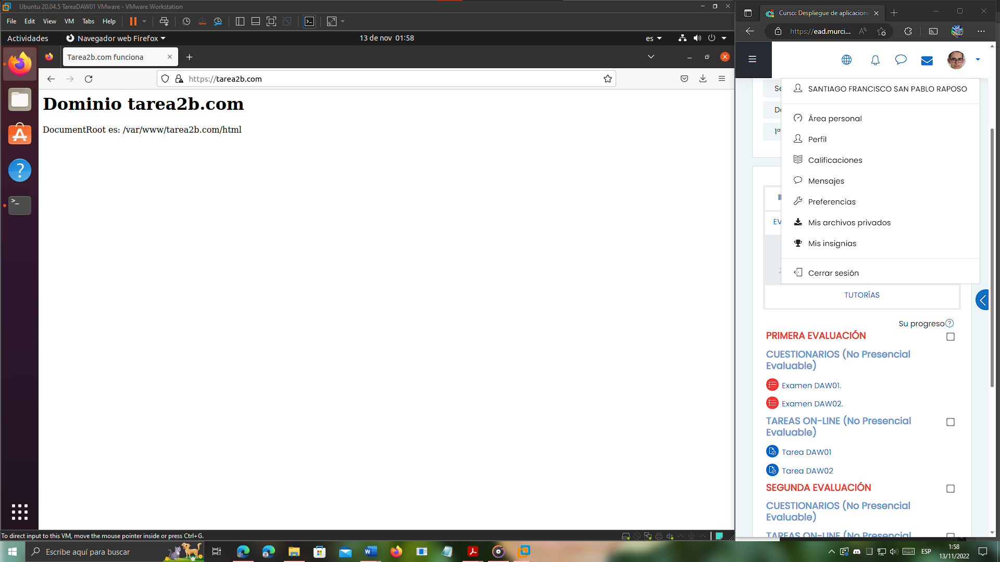 Ubuntu 20.04.5 TareaDAW01 VMware - VMware Workstation
File Edit View VM Tabs Help
Actividades
Navegador web Firefox
13 de nov 01:58
es
Tarea2b.com funciona
https://tarea2b.com
Dominio tarea2b.com
DocumentRoot es: /var/www/tarea2b.com/html
To direct input to this VM, move the mouse pointer inside or press Ctrl+G.
Curso: Despliegue de aplicacione
https://ead.murci...
SANTIAGO FRANCISCO SAN PABLO RAPOSO
Área personal
Perfil
Calificaciones
Mensajes
Preferencias
Mis archivos privados
Mis insignias
Cerrar sesión
Se
De
1ª
EV
TUTORÍAS
Su progreso
PRIMERA EVALUACIÓN
CUESTIONARIOS (No Presencial
Evaluable)
Examen DAW01.
Examen DAW02.
TAREAS ON-LINE (No Presencial
Evaluable)
Tarea DAW01
Tarea DAW02
SEGUNDA EVALUACIÓN
CUESTIONARIOS (No Presencial
Evaluable)
TAREAS ON-LINE (No Presencial
Escribe aquí para buscar
ESP
1:58
13/11/2022